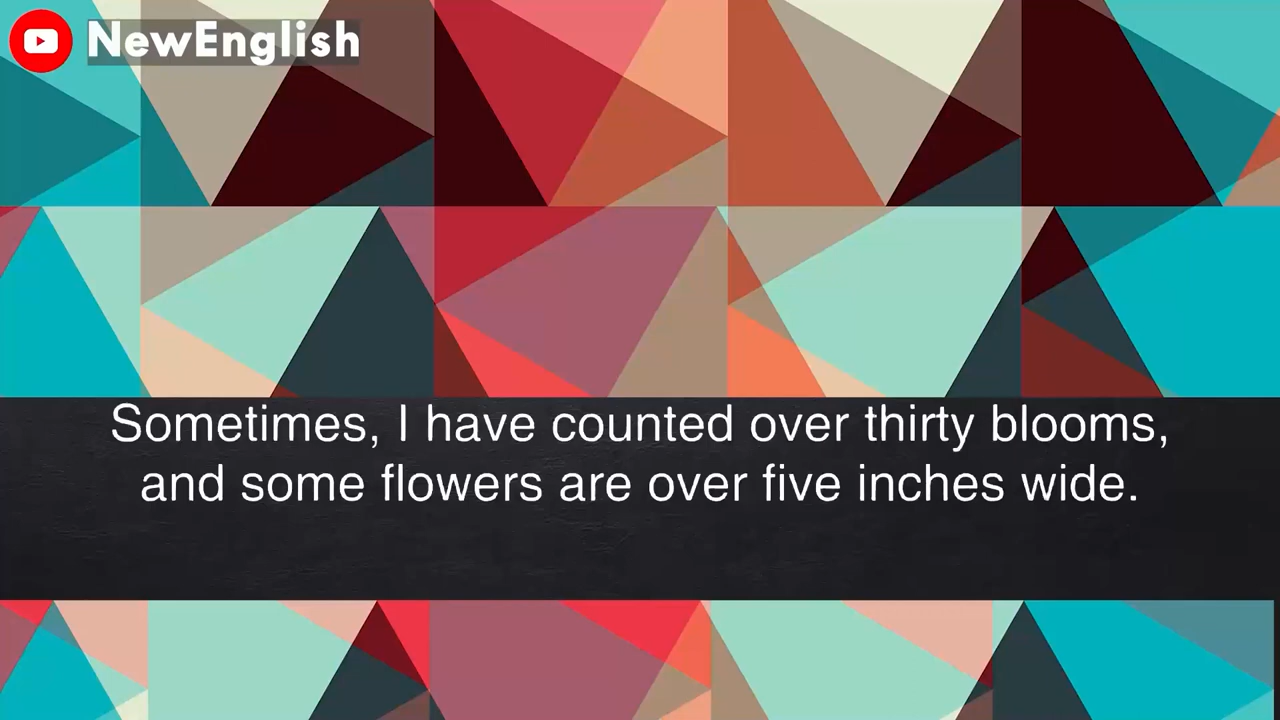 NewEnglish
Sometimes, I have counted over thirty blooms,
and some flowers are over five inches wide.